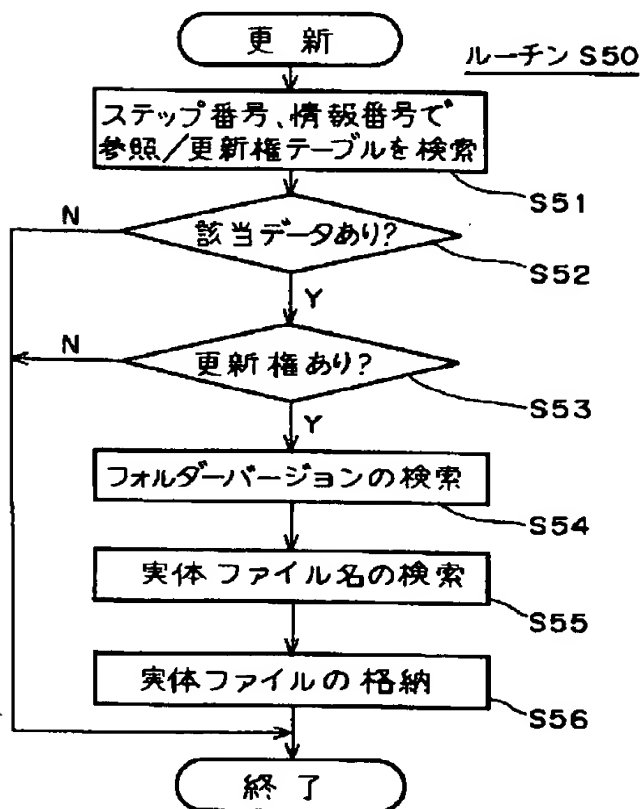 更新
ルーチン S50
ステップ番号、情報番号で
参照/更新権テーブルを検索
S51
N
該当データあり?
S52
Y
N
更新権あり?
S53
Y
フォルダーバージョンの検索
S54
実体ファイル名の検索
S55
実体ファイルの格納
S56
終了